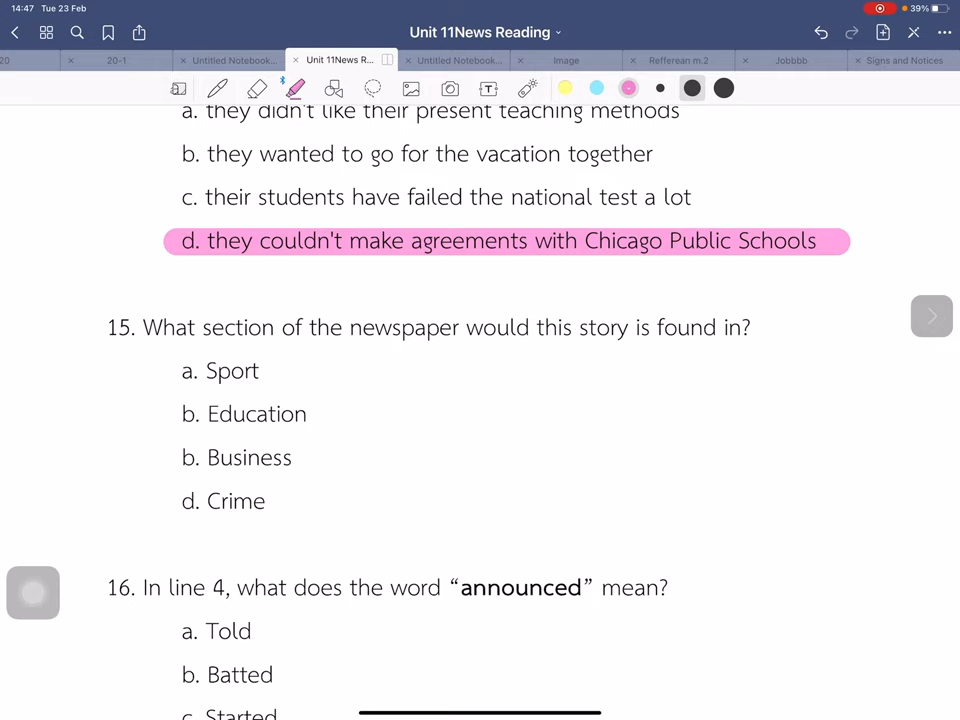 14:47 Tue 23 Feb
39%
Unit 11News Reading
20
20-1
Untitled Notebook...
Unit 11News R...
Untitled Notebook...
Image
Refferean m.2
Jobbbb
Signs and Notices
a. they didn't like their present teaching methods
b. they wanted to go for the vacation together
c. their students have failed the national test a lot
d. they couldn't make agreements with Chicago Public Schools
15. What section of the newspaper would this story is found in?
a. Sport
b. Education
b. Business
d. Crime
16. In line 4, what does the word “announced” mean?
a. Told
b. Batted
c. Started